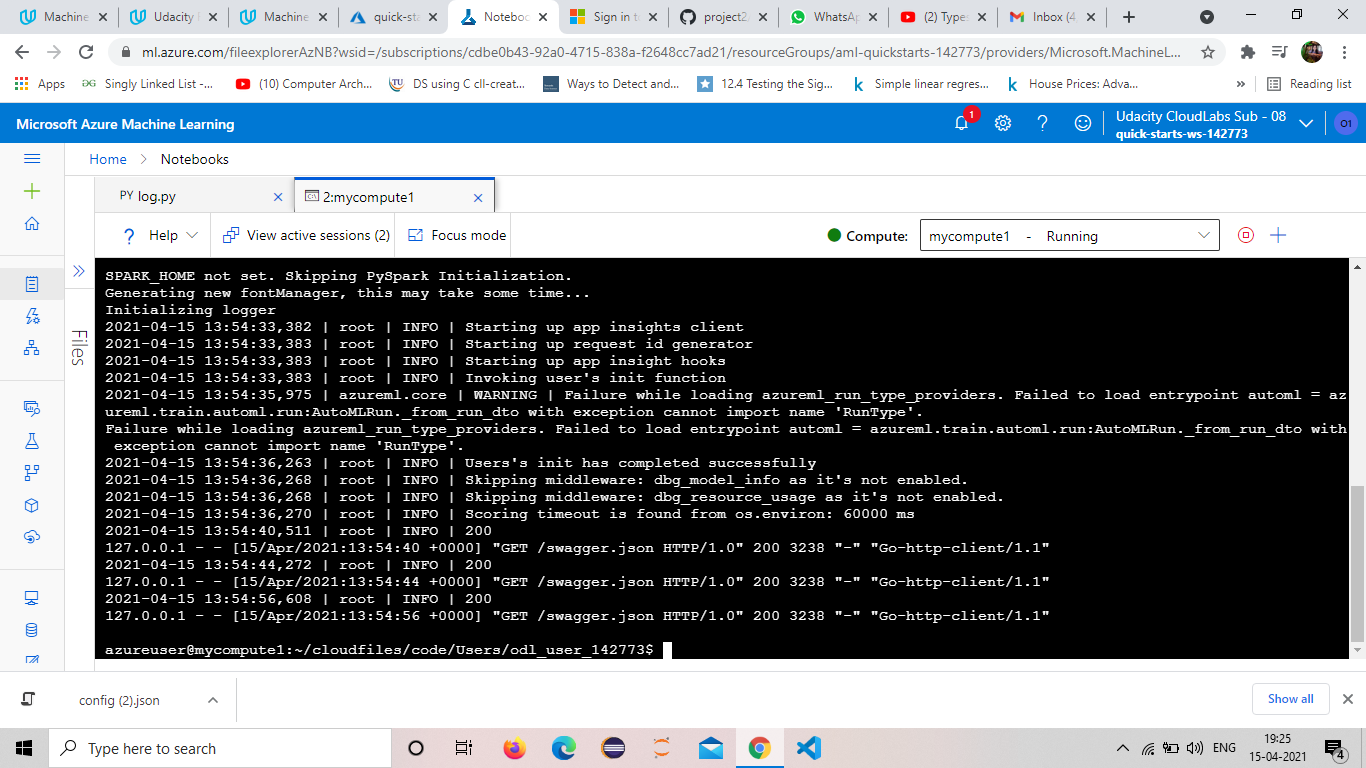 Machine
Udacity
Machine
quick-sta
Notebook
Sign in t
project2
WhatsAp
(2) Types
Inbox (4
ml.azure.com/fileexplorerAzNB?wsid=/subscriptions/cdbe0b43-92a0-4715-838a-f2648cc7ad21/resourceGroups/aml-quickstarts-142773/providers/Microsoft.MachineL...
Apps
Singly Linked List -...
(10) Computer Arch...
DS using C cll-creat...
Ways to Detect and...
12.4 Testing the Sig...
Simple linear regres...
House Prices: Adva...
»
Reading list
Microsoft Azure Machine Learning
1
Udacity CloudLabs Sub - 08
quick-starts-ws-142773
O1
Home > Notebooks
PY log.py
2:mycompute1
? Help
View active sessions (2)
Focus mode
Compute:
mycompute1 - Running
Files
SPARK_HOME not set. Skipping PySpark Initialization.
Generating new fontManager, this may take some time...
Initializing logger
2021-04-15 13:54:33,382 | root | INFO | Starting up app insights client
2021-04-15 13:54:33,383 | root | INFO | Starting up request id generator
2021-04-15 13:54:33,383 | root | INFO | Starting up app insight hooks
2021-04-15 13:54:33,383 | root | INFO | Invoking user's init function
2021-04-15 13:54:35,975 | azureml.core | WARNING | Failure while loading azureml_run_type_providers. Failed to load entrypoint automl = az
ureml.train.automl.run:AutoMLRun._from_run_dto with exception cannot import name 'RunType'.
Failure while loading azureml_run_type_providers. Failed to load entrypoint automl = azureml.train.automl.run:AutoMLRun._from_run_dto with
exception cannot import name 'RunType'.
2021-04-15 13:54:36,263 | root | INFO | Users's init has completed successfully
2021-04-15 13:54:36,268 | root | INFO | Skipping middleware: dbg_model_info as it's not enabled.
2021-04-15 13:54:36,268 | root | INFO | Skipping middleware: dbg_resource_usage as it's not enabled.
2021-04-15 13:54:36,270 | root | INFO | Scoring timeout is found from os.environ: 60000 ms
2021-04-15 13:54:40,511 | root | INFO | 200
127.0.0.1 - - [15/Apr/2021:13:54:40 +0000] "GET /swagger.json HTTP/1.0" 200 3238 "-" "Go-http-client/1.1"
2021-04-15 13:54:44,272 | root | INFO | 200
127.0.0.1 - - [15/Apr/2021:13:54:44 +0000] "GET /swagger.json HTTP/1.0" 200 3238 "-" "Go-http-client/1.1"
2021-04-15 13:54:56,608 | root | INFO | 200
127.0.0.1 - - [15/Apr/2021:13:54:56 +0000] "GET /swagger.json HTTP/1.0" 200 3238 "-" "Go-http-client/1.1"
azureuser@mycompute1:~/cloudfiles/code/Users/odl_user_142773$
config (2).json
Show all
Type here to search
ENG
19:25
15-04-2021
4